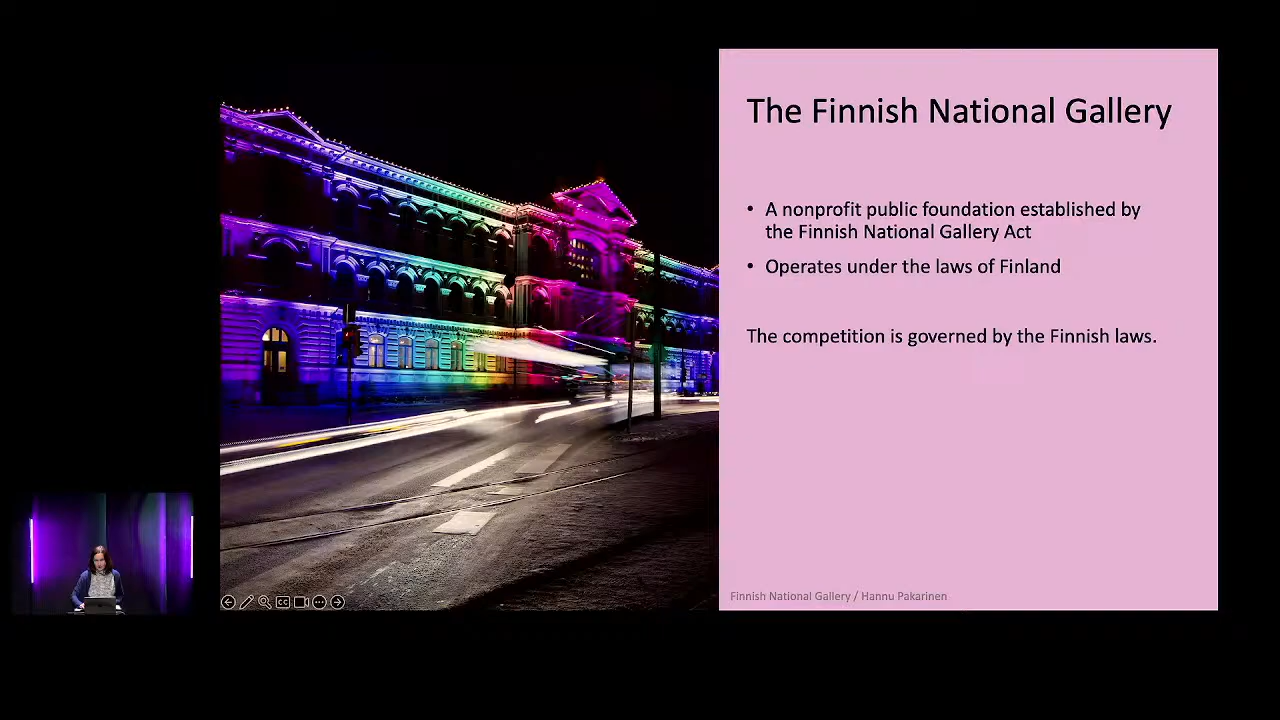 The Finnish National Gallery
• A nonprofit public foundation established by
the Finnish National Gallery Act
• Operates under the laws of Finland
The competition is governed by the Finnish laws.
Finnish National Gallery / Hannu Pakarinen
CC